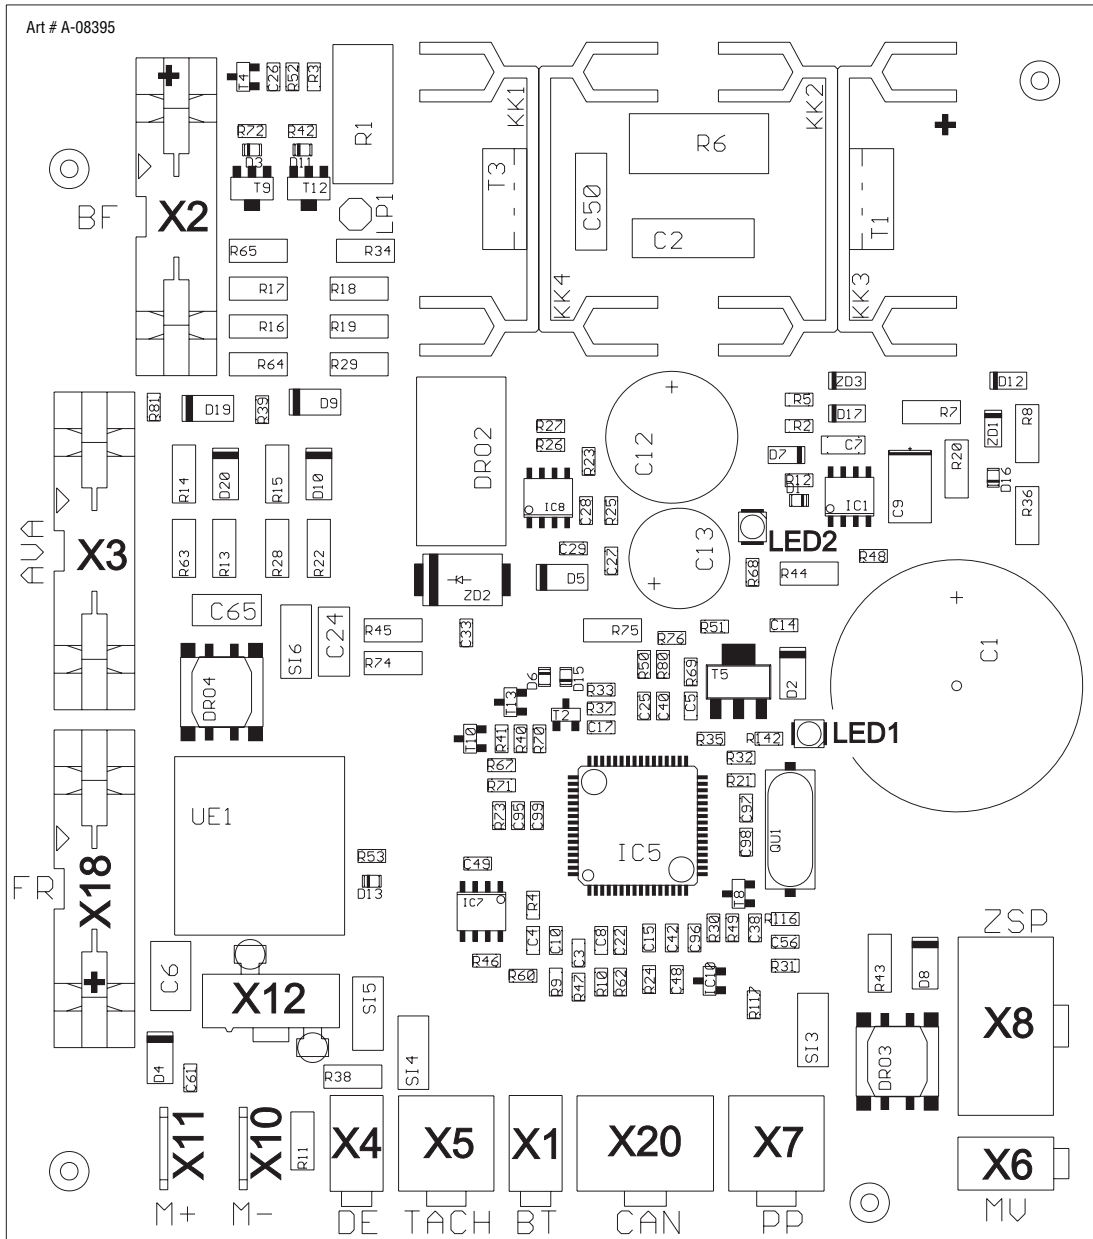 Art # A-08395
T4 C26 R52 R3
R1
KK1
KK2
+
+
R72 R42
D3 D11
T9 T12
LP1
T3
C50
R6
C2
T1
BF
X2
R65 R34
R17 R18
R16 R19
R64 R29
KK4
KK3
R81 D19 R39 D9
DRO2
R27
R26
R23
IC8
C28 R25
C29
C27
C12
+
C13
+
R5
R2
ZD3
D17
D7
C7
R12
D1
IC1
C9
R7
R20
D12
ZD1
R8
D16
R36
R14 D20 R15 D10
AVA
X3
R63 R13 R28 R22
LED2
R68
R44
R48
ZD2
D5
C65
SI6
C24
R45
R74
C33
R75
R76
R51
C14
C1
+
DRO4
D6 D15
R50 R80 R69
T5
D2
T13
T2
R33
R37
C17
C25 C40 C5
T10 R41 R40 R70
R35
R142
LED1
R67
R71
R32
R21
R73 C95 C99
C97
C98
QU1
UE1
IC5
R53
D13
C49
IC7
R4
T8
FR
X18
+
R116
C4 C10 C3 C8 C22 C15 C42 C96 R30 R49 C38
C56
R46
R60
R9 R47 R10 R62 R24 C48 IC10
R31
R117
ZSP
R43 D8
C6
X12
SI5
SI4
SI3
DRO3
X8
D4 C61
R38
X11
X10
R11
X4
X5
X1
X20
X7
X6
M+
M-
DE
TACH
BT
CAN
PP
MV